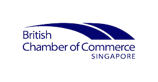 British
Chamber of Commerce
SINGAPORE